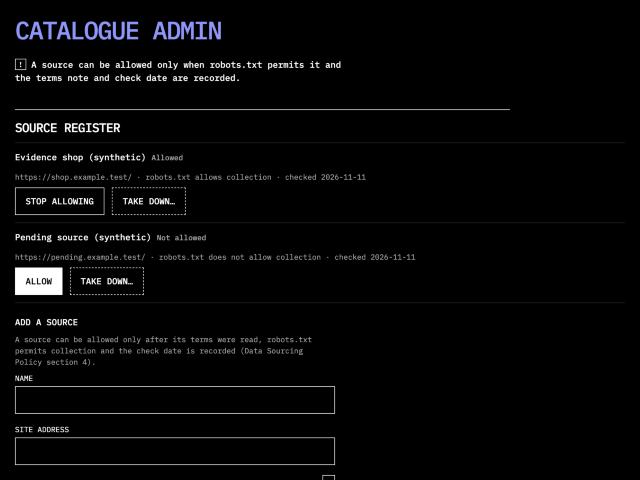 CATALOGUE ADMIN
! A source can be allowed only when robots.txt permits it and
the terms note and check date are recorded.
SOURCE REGISTER
Evidence shop (synthetic) Allowed
https://shop.example.test/ · robots.txt allows collection · checked 2026-11-11
STOP ALLOWING TAKE DOWN…
Pending source (synthetic) Not allowed
https://pending.example.test/ · robots.txt does not allow collection · checked 2026-11-11
ALLOW TAKE DOWN…
ADD A SOURCE
A source can be allowed only after its terms were read, robots.txt
permits collection and the check date is recorded (Data Sourcing
Policy section 4).
NAME
SITE ADDRESS